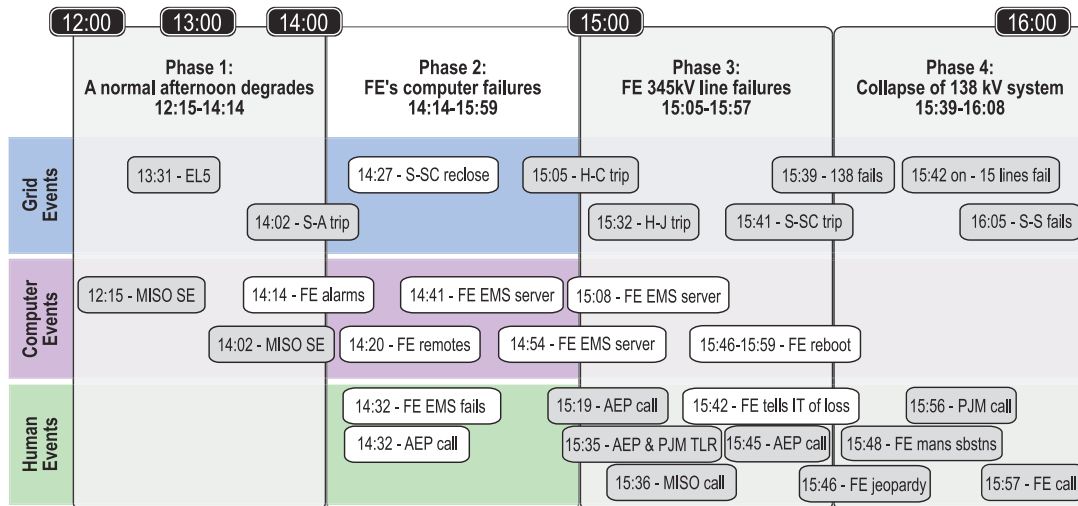 12:00
13:00
14:00
15:00
16:00
Phase 1:
A normal afternoon degrades
12:15-14:14
Phase 2:
FE's computer failures
14:14-15:59
Phase 3:
FE 345kV line failures
15:05-15:57
Phase 4:
Collapse of 138 kV system
15:39-16:08
Grid
Events
13:31 - EL5
14:27 - S-SC reclose
15:05 - H-C trip
15:39 - 138 fails
15:42 on - 15 lines fail
14:02 - S-A trip
15:32 - H-J trip
15:41 - S-SC trip
16:05 - S-S fails
Computer
Events
12:15 - MISO SE
14:14 - FE alarms
14:41 - FE EMS server
15:08 - FE EMS server
14:02 - MISO SE
14:20 - FE remotes
14:54 - FE EMS server
15:46-15:59 - FE reboot
Human
Events
14:32 - FE EMS fails
15:19 - AEP call
15:42 - FE tells IT of loss
15:56 - PJM call
14:32 - AEP call
15:35 - AEP & PJM TLR
15:45 - AEP call
15:48 - FE mans sbstns
15:36 - MISO call
15:46 - FE jeopardy
15:57 - FE call